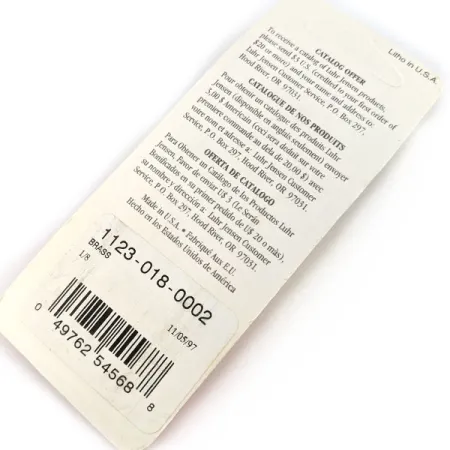 Litho in U.S.A.
CATALOG OFFER
To receive a catalog of Luhr Jensen products,
please send $3 U.S. (credited to your first order of
$20 or more) and your name and address to:
Luhr Jensen Customer Service, P.O. Box 297,
Hood River, OR 97031.
CATALOGUE DE NOS PRODUITS
Pour obtenir un catalogue des produits Luhr
Jensen (disponible en anglais seulement) envoyer
3,00 $ Americain (ceci sera déduit sur votre
premiere commande au dela de 20,00 $) avec
votre nom et adresse a: Luhr Jensen Customer
Service, P.O. Box 297, Hood River, OR 97031.
OFERTA DE CATALOGO
Para Obtener un Catálogo de los Productos Luhr
Jensen, Favor de enviar U$ 3 (Le Serán
Bonificados en su primer pedido de U$ 20 o más),
su nombre y dirección a: Luhr Jensen Customer
Service, P.O. Box 297, Hood River, OR 97031.
Made in U.S.A. • Fabriqué Aux E.U.
Hecho en los Estados Unidos de América
1123-018-0002
BRASS
1/8
11/05/97
0 49762 54568 8